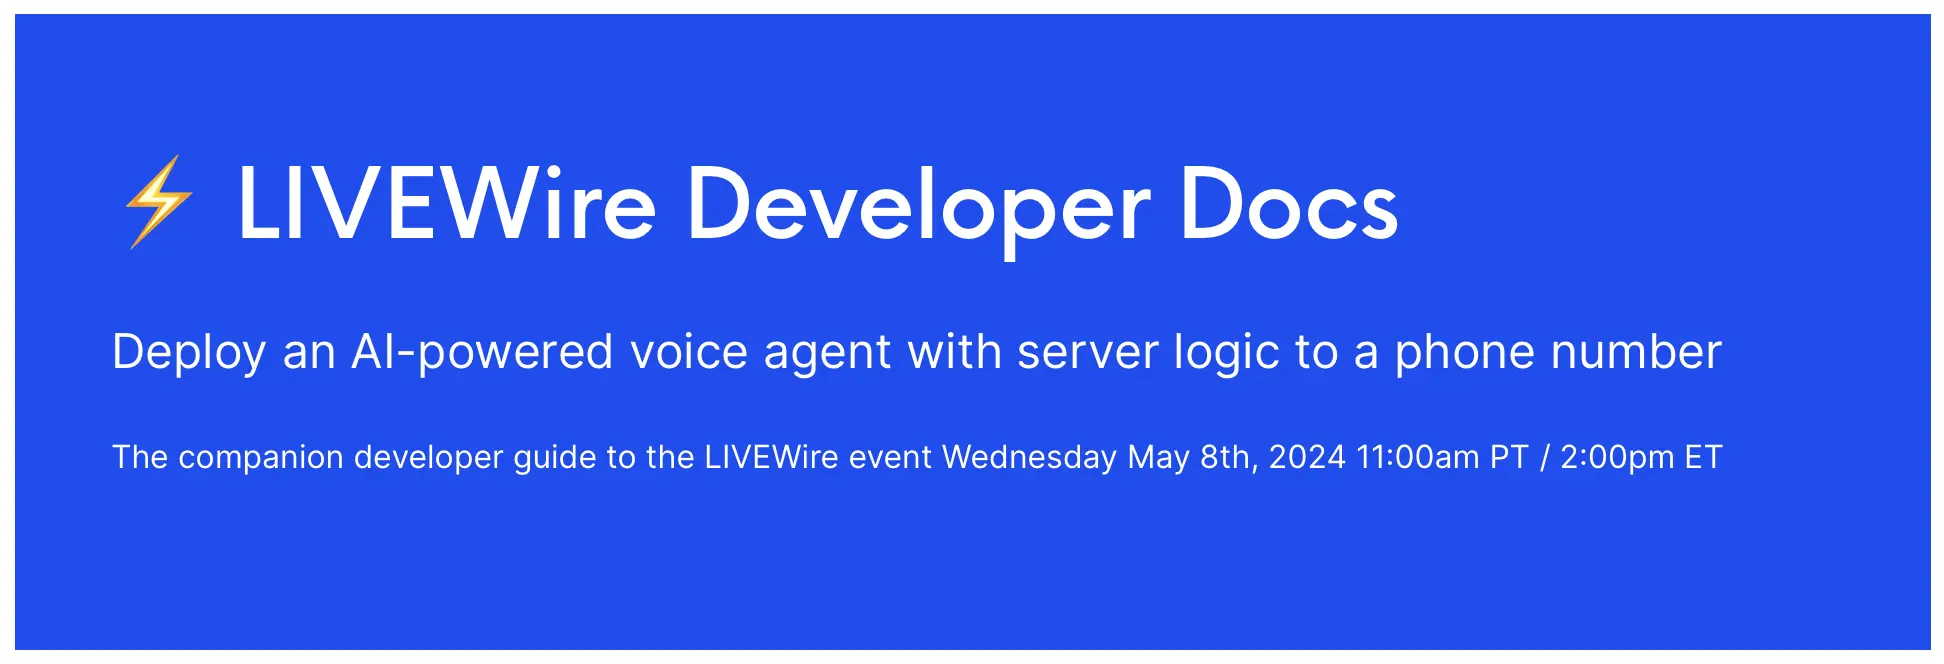 ⚡ LIVEWire Developer Docs
Deploy an AI-powered voice agent with server logic to a phone number
The companion developer guide to the LIVEWire event Wednesday May 8th, 2024 11:00am PT / 2:00pm ET